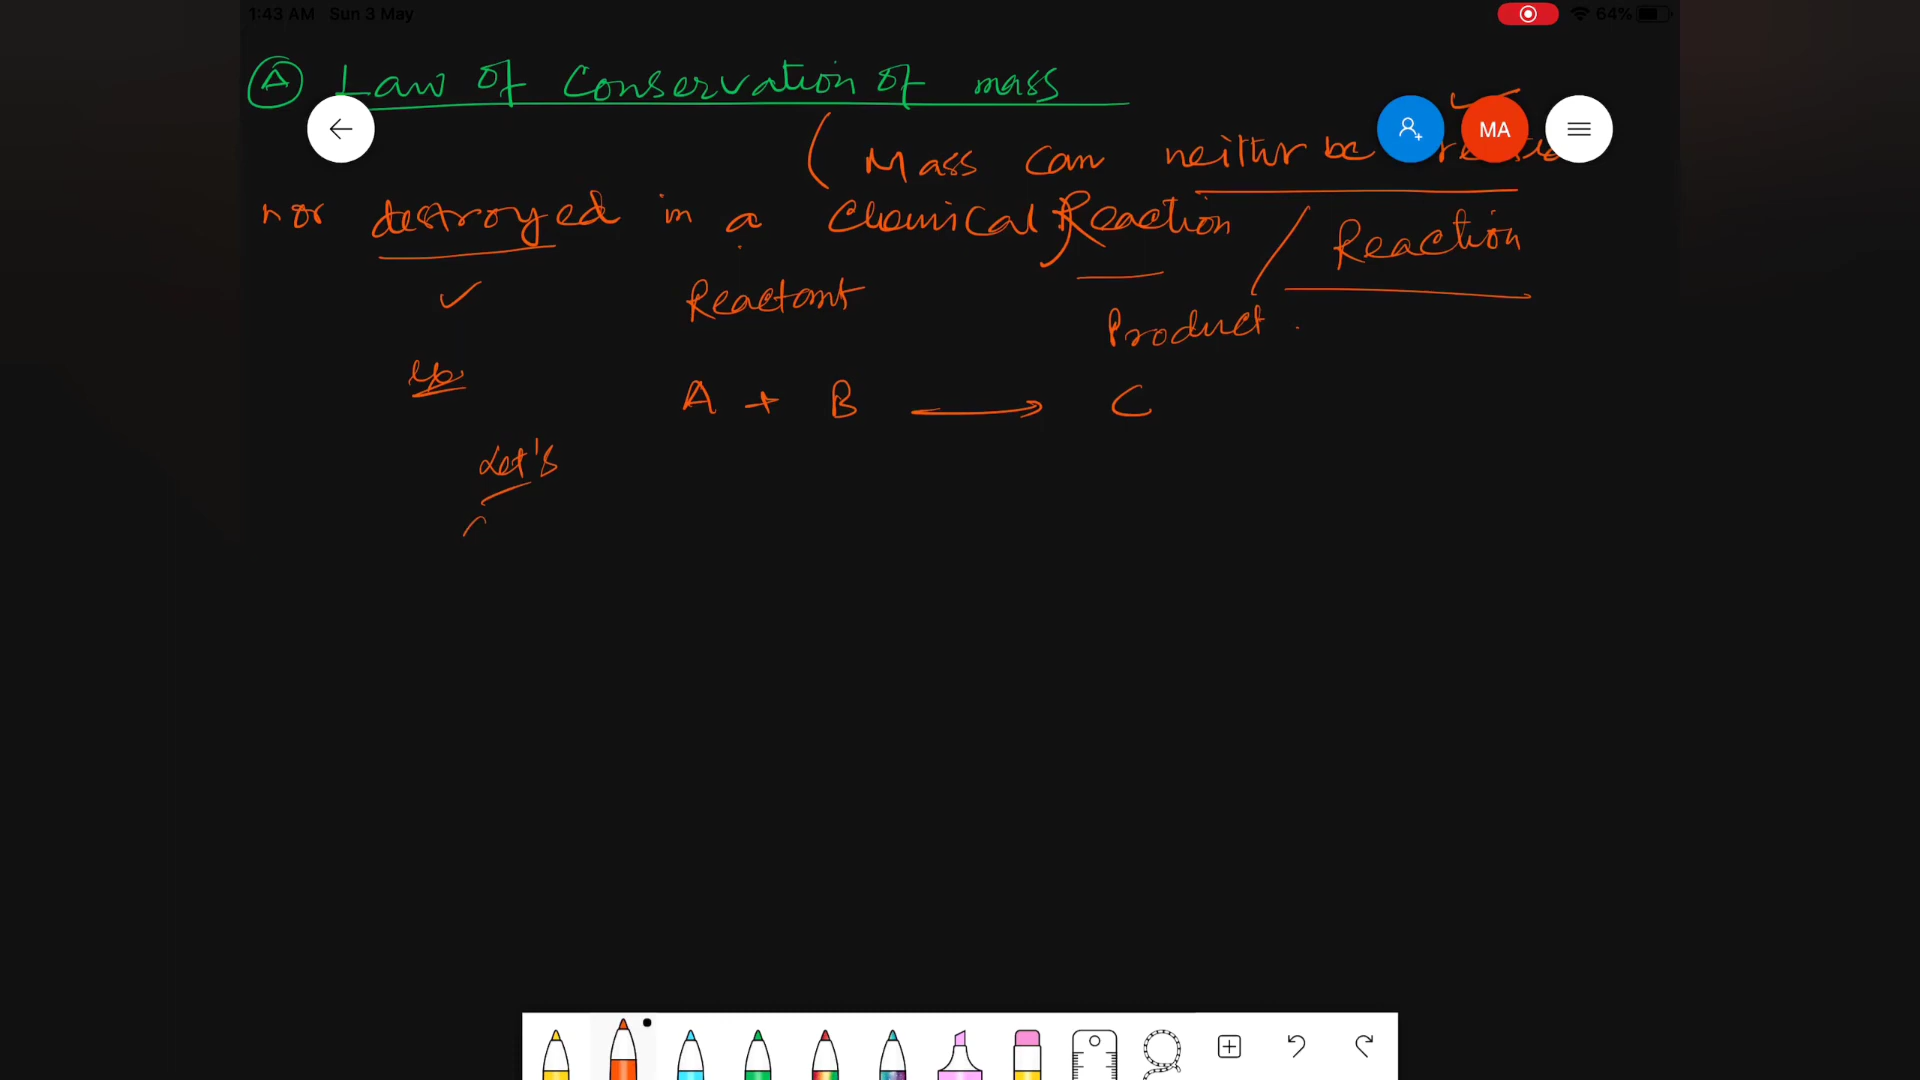 1:43 AM Sun 3 May 64%
A Law of Conservation of mass
MA
( Mass can neither be
nor destroyed in a Chemical Reaction / Reaction
Reactant Product.
A + B → C
Let's